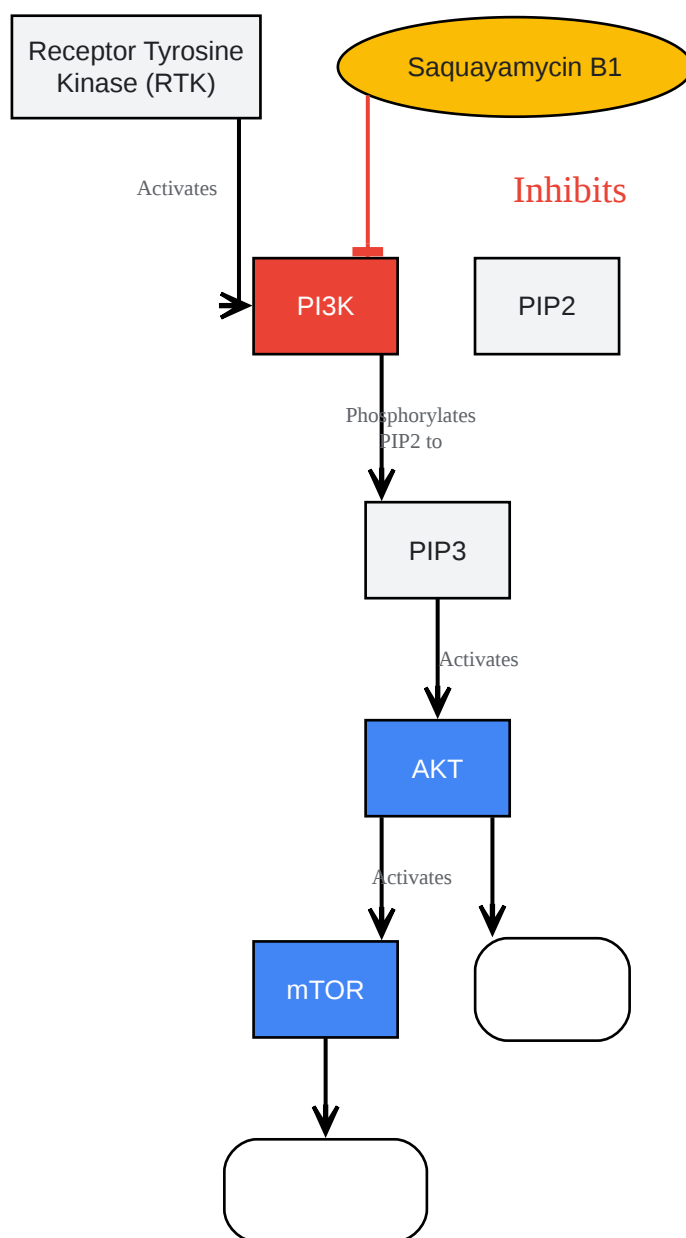 Receptor Tyrosine
Kinase (RTK)
Saquayamycin B1
Activates
Inhibits
PI3K
PIP2
Phosphorylates
PIP2 to
PIP3
Activates
AKT
Activates
mTOR